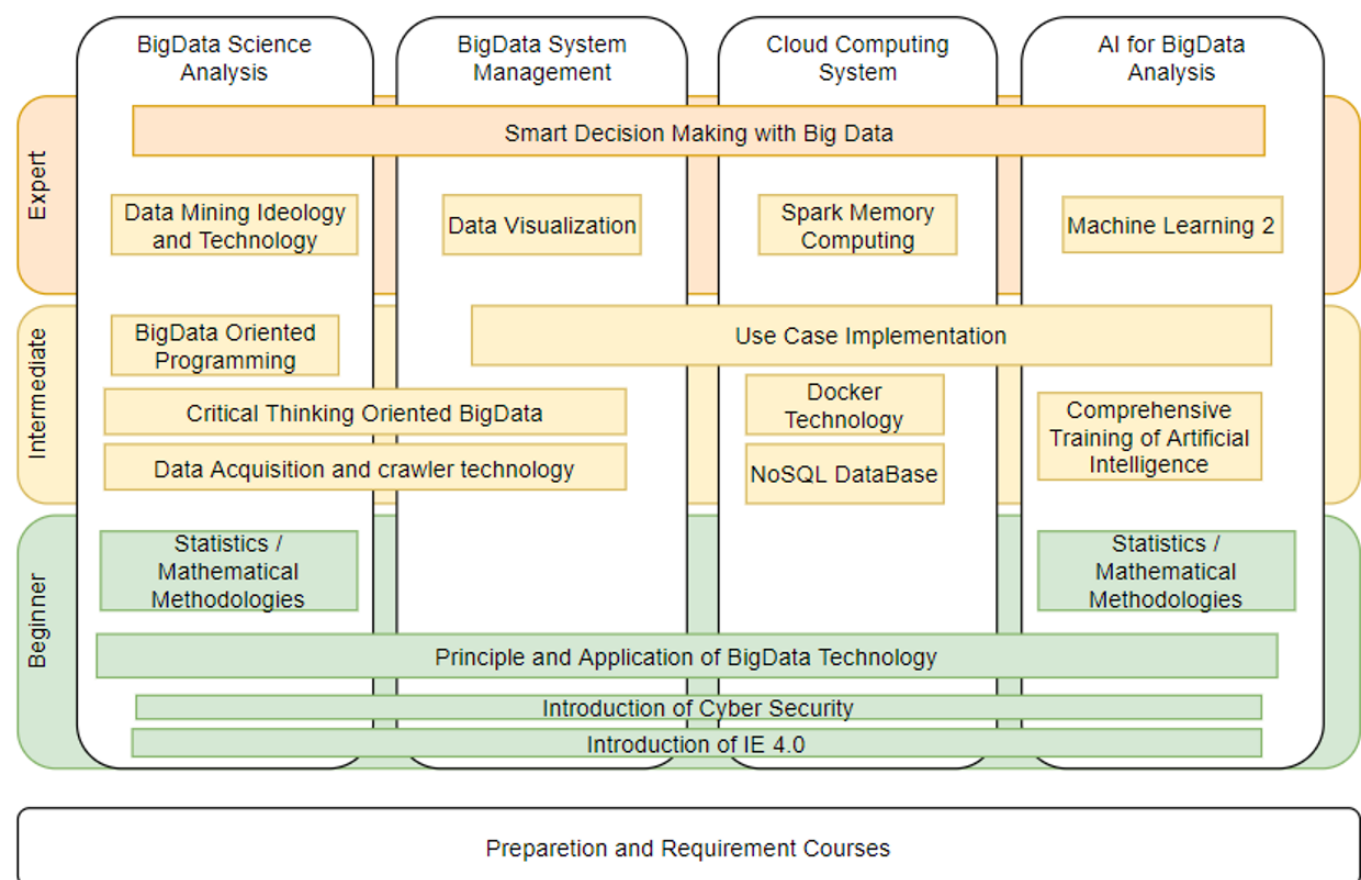 BigData Science
Analysis
BigData System
Management
Cloud Computing
System
AI for BigData
Analysis
Expert
Smart Decision Making with Big Data
Data Mining Ideology
and Technology
Data Visualization
Spark Memory
Computing
Machine Learning 2
Intermediate
BigData Oriented
Programming
Use Case Implementation
Critical Thinking Oriented BigData
Docker
Technology
Comprehensive
Training of Artificial
Intelligence
Data Acquisition and crawler technology
NoSQL DataBase
Beginner
Statistics /
Mathematical
Methodologies
Statistics /
Mathematical
Methodologies
Principle and Application of BigData Technology
Introduction of Cyber Security
Introduction of IE 4.0
Preparetion and Requirement Courses